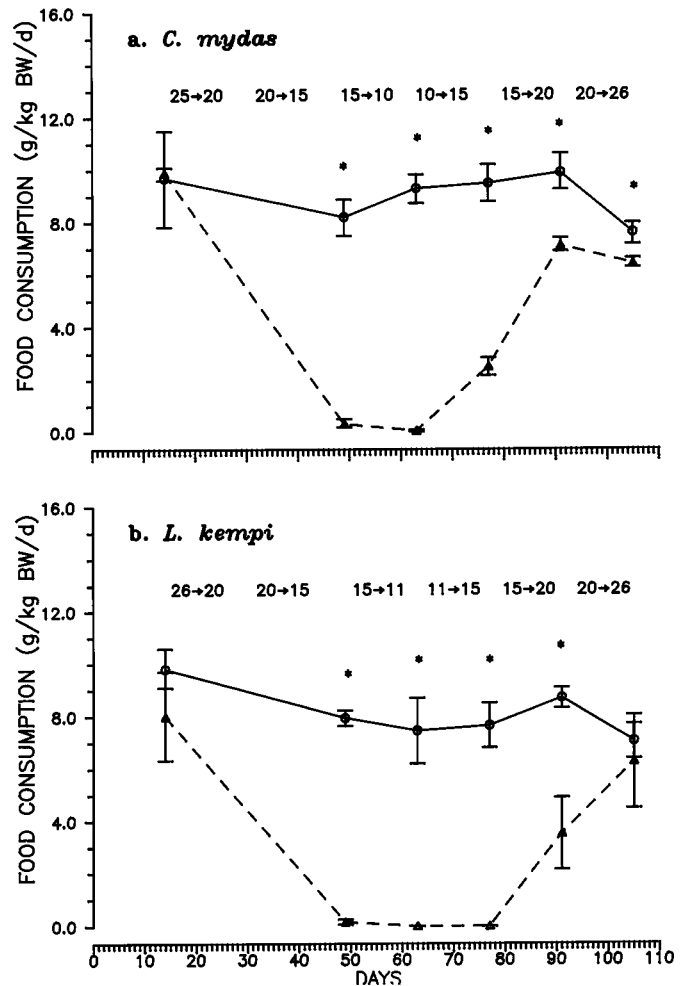 16.0
a. C. mydas
12.0
25→20 20→15 15→10 10→15 15→20 20→26
* * * * *
8.0
4.0
0.0
FOOD CONSUMPTION (g/kg BW/d)
16.0
b. L. kempi
12.0
26→20 20→15 15→11 11→15 15→20 20→26
* * * *
8.0
4.0
0.0
FOOD CONSUMPTION (g/kg BW/d)
0 10 20 30 40 50 60 70 80 90 100 110
DAYS